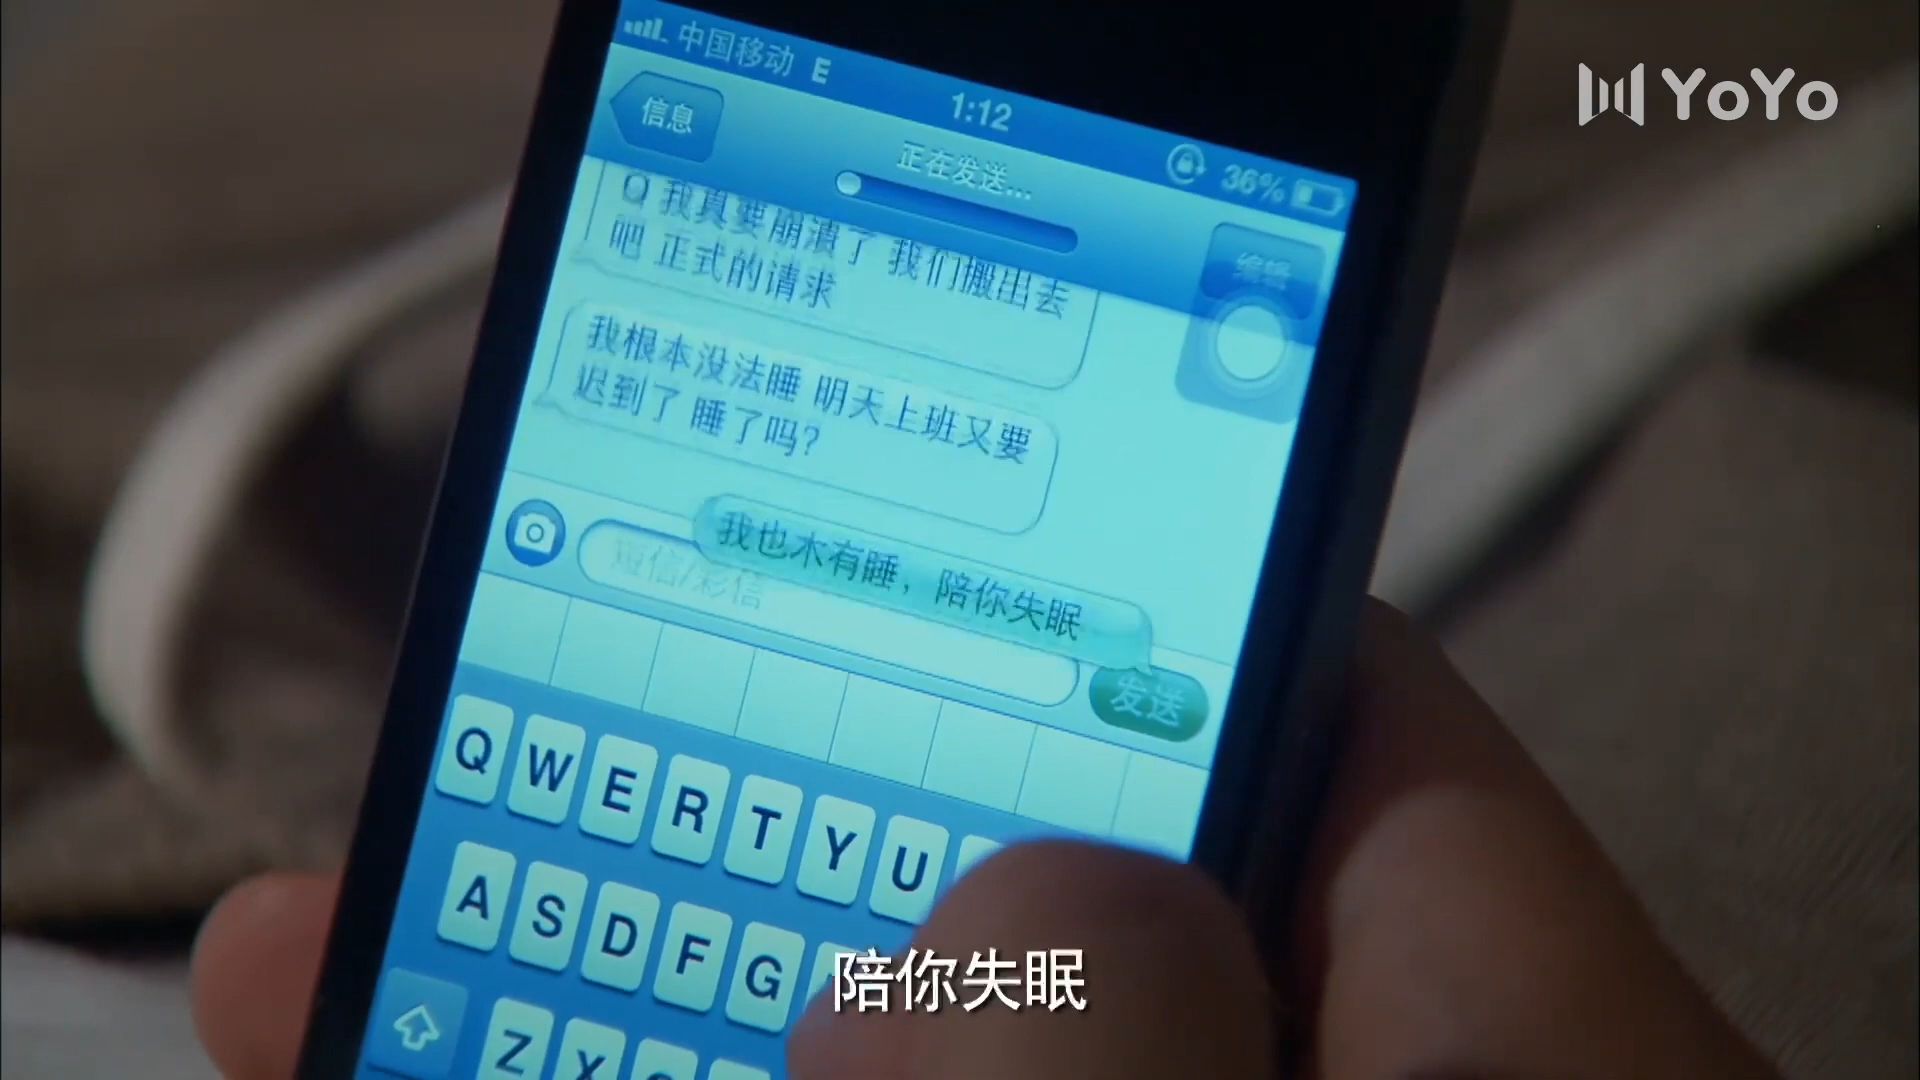 中国移动 E
1:12
36%
YoYo
信息
正在发送...
编辑
Q 我真要崩溃了 我们搬出去
吧 正式的请求
我根本没法睡 明天上班又要
迟到了 睡了吗?
我也木有睡，陪你失眠
短信/彩信
发送
Q W E R T Y U
A S D F G
Z X
陪你失眠